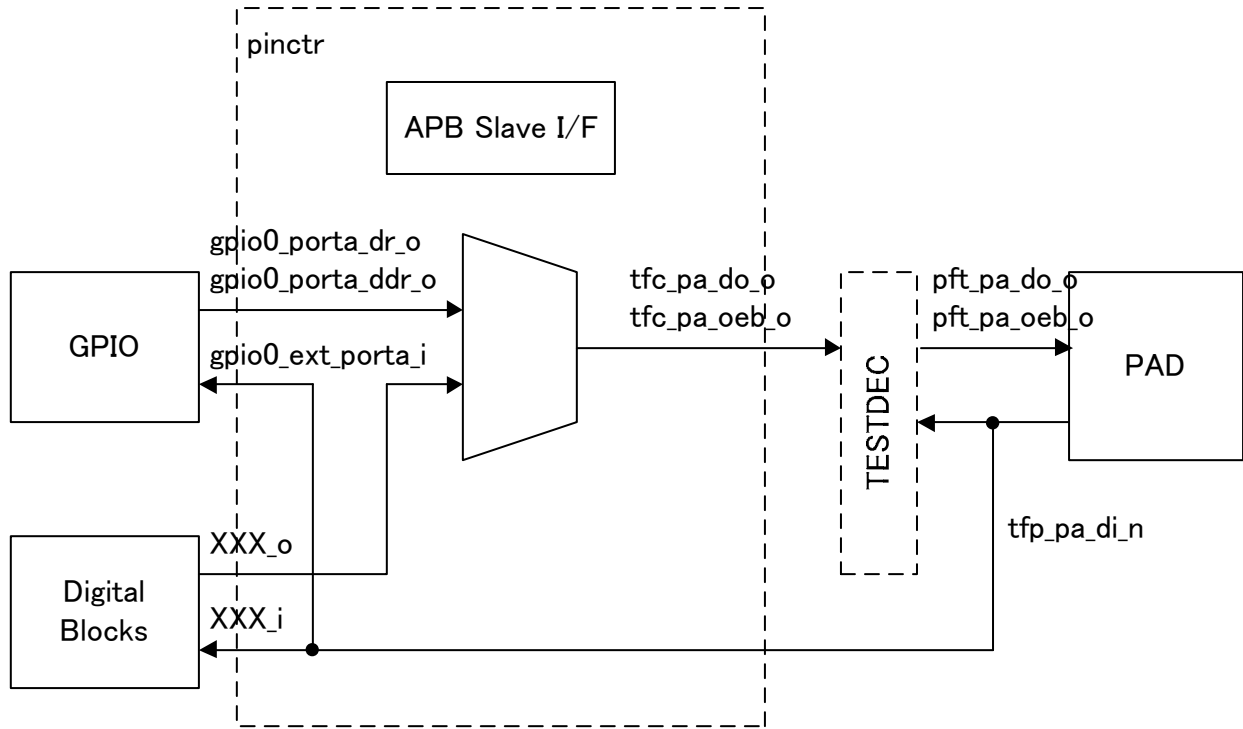 pinctr
APB Slave I/F
gpio0_porta_dr_o
gpio0_porta_ddr_o
GPIO
gpio0_ext_porta_i
tfc_pa_do_o
tfc_pa_oeb_o
TESTDEC
pft_pa_do_o
pft_pa_oeb_o
PAD
tfp_pa_di_n
XXX_o
Digital
Blocks
XXX_i